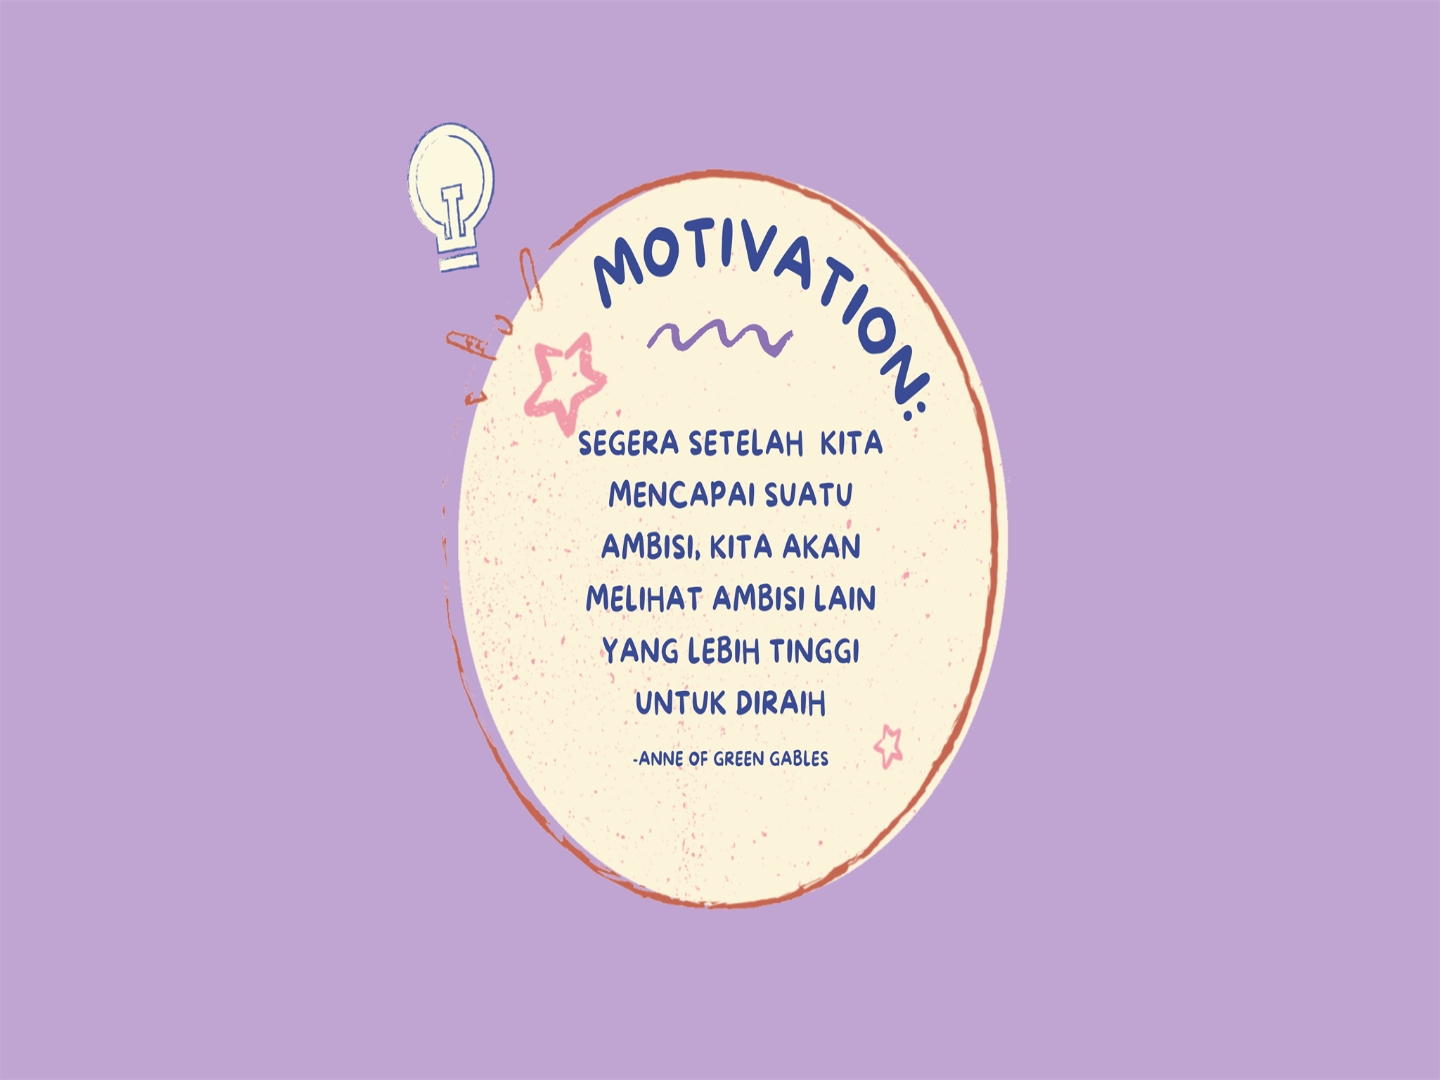 MOTIVATION:
SEGERA SETELAH KITA
MENCAPAI SUATU
AMBISI, KITA AKAN
MELIHAT AMBISI LAIN
YANG LEBIH TINGGI
UNTUK DIRAIH
-ANNE OF GREEN GABLES